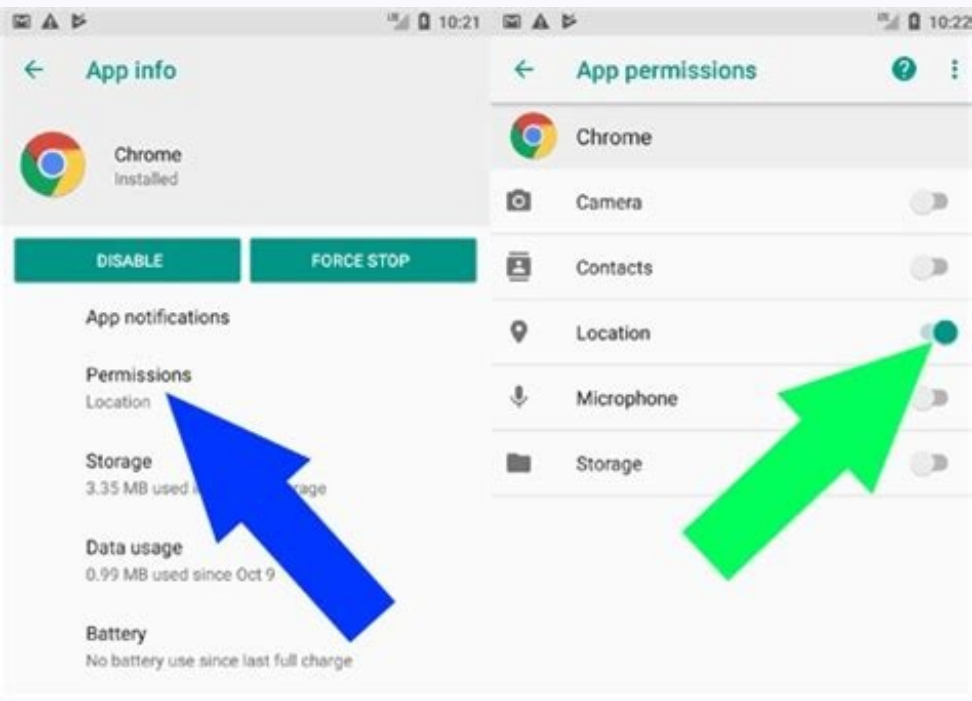 10:21
App info
Chrome
Installed
DISABLE
FORCE STOP
App notifications
Permissions
Location
Storage
3.35 MB used
Data usage
0.99 MB used since Oct 9
Battery
No battery use since last full charge
10:22
App permissions
Chrome
Camera
Contacts
Location
Microphone
Storage